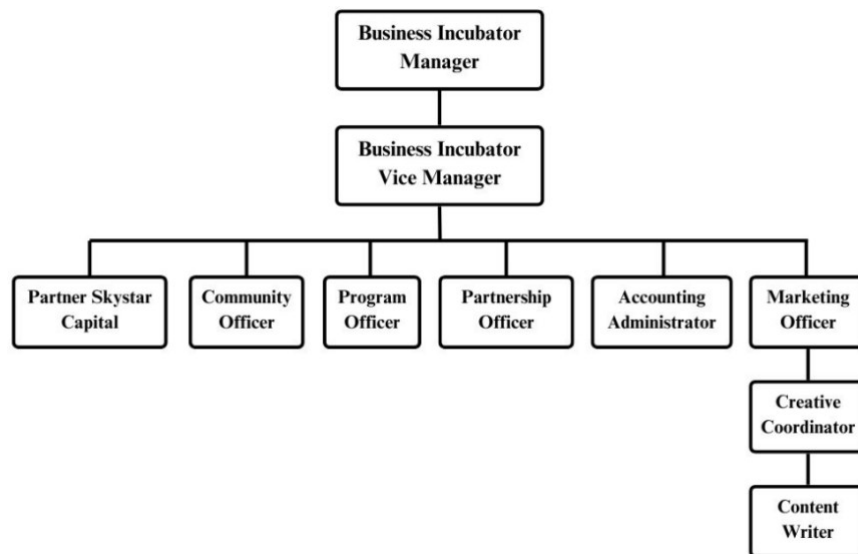 Business Incubator
Manager
Business Incubator
Vice Manager
Partner Skystar
Capital
Community
Officer
Program
Officer
Partnership
Officer
Accounting
Administrator
Marketing
Officer
Creative
Coordinator
Content
Writer